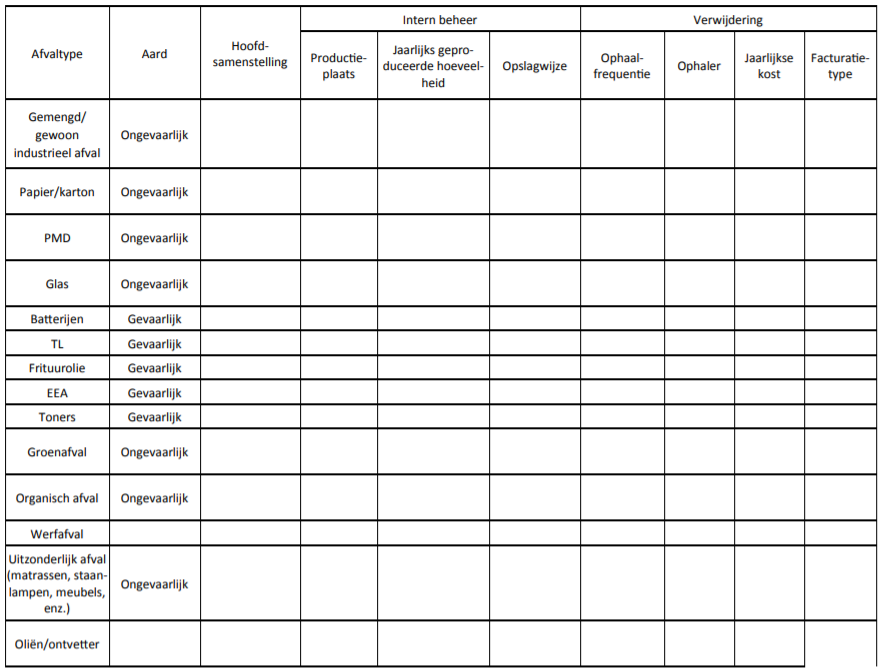 Intern beheer
Verwijdering
Afvaltype
Aard
Hoofd-
samenstelling
Productie-
plaats
Jaarlijks gepro-
duceerde hoeveel-
heid
Opslagwijze
Ophaal-
frequentie
Ophaler
Jaarlijkse
kost
Facturatie-
type
Gemengd/
gewoon
industrieel afval
Ongevaarlijk
Papier/karton
Ongevaarlijk
PMD
Ongevaarlijk
Glas
Ongevaarlijk
Batterijen
Gevaarlijk
TL
Gevaarlijk
Frituurolie
Gevaarlijk
EEA
Gevaarlijk
Toners
Gevaarlijk
Groenafval
Ongevaarlijk
Organisch afval
Ongevaarlijk
Werfafval
Uitzonderlijk afval
(matrassen, staan-
lampen, meubels,
enz.)
Ongevaarlijk
Oliën/ontvetter